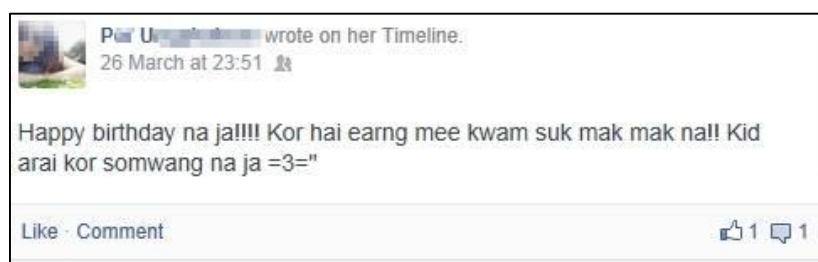 wrote on her Timeline.
26 March at 23:51
Happy birthday na ja!!!! Kor hai earng mee kwam suk mak mak na!! Kid
arai kor somwang na ja =3="
Like · Comment 1 1